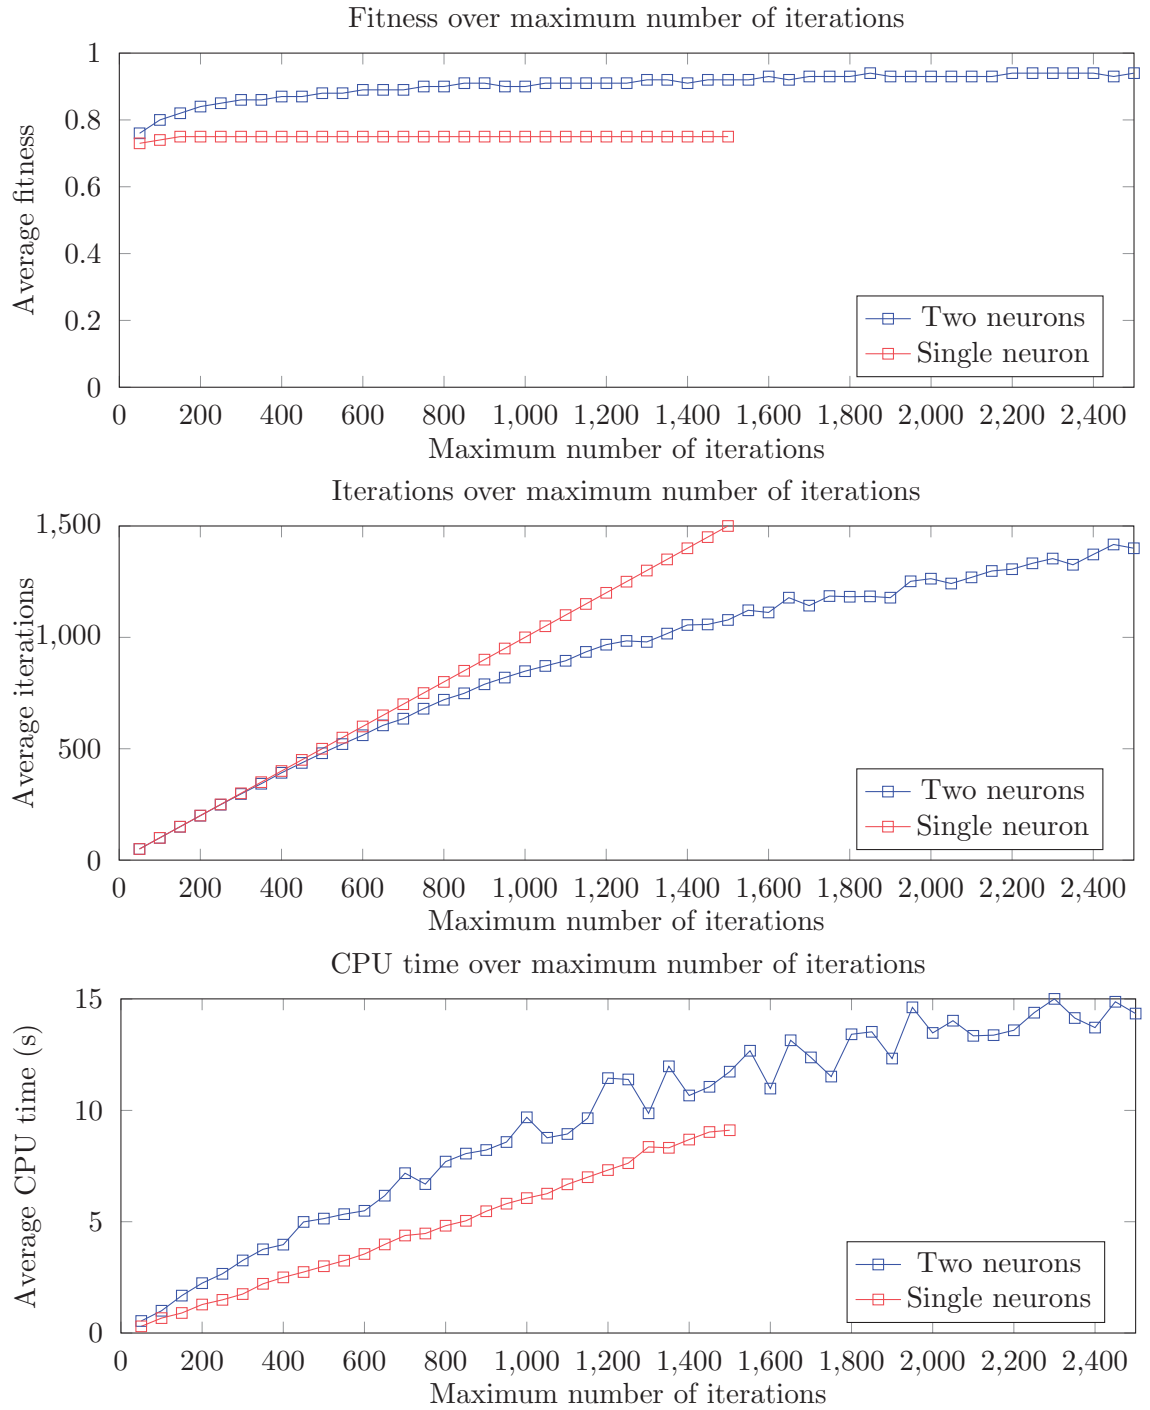 Fitness over maximum number of iterations
Average fitness
1
0.8
0.6
0.4
0.2
0
Two neurons
Single neuron
0 200 400 600 800 1,000 1,200 1,400 1,600 1,800 2,000 2,200 2,400
Maximum number of iterations
Iterations over maximum number of iterations
Average iterations
1,500
1,000
500
0
Two neurons
Single neuron
0 200 400 600 800 1,000 1,200 1,400 1,600 1,800 2,000 2,200 2,400
Maximum number of iterations
CPU time over maximum number of iterations
Average CPU time (s)
15
10
5
0
Two neurons
Single neurons
0 200 400 600 800 1,000 1,200 1,400 1,600 1,800 2,000 2,200 2,400
Maximum number of iterations